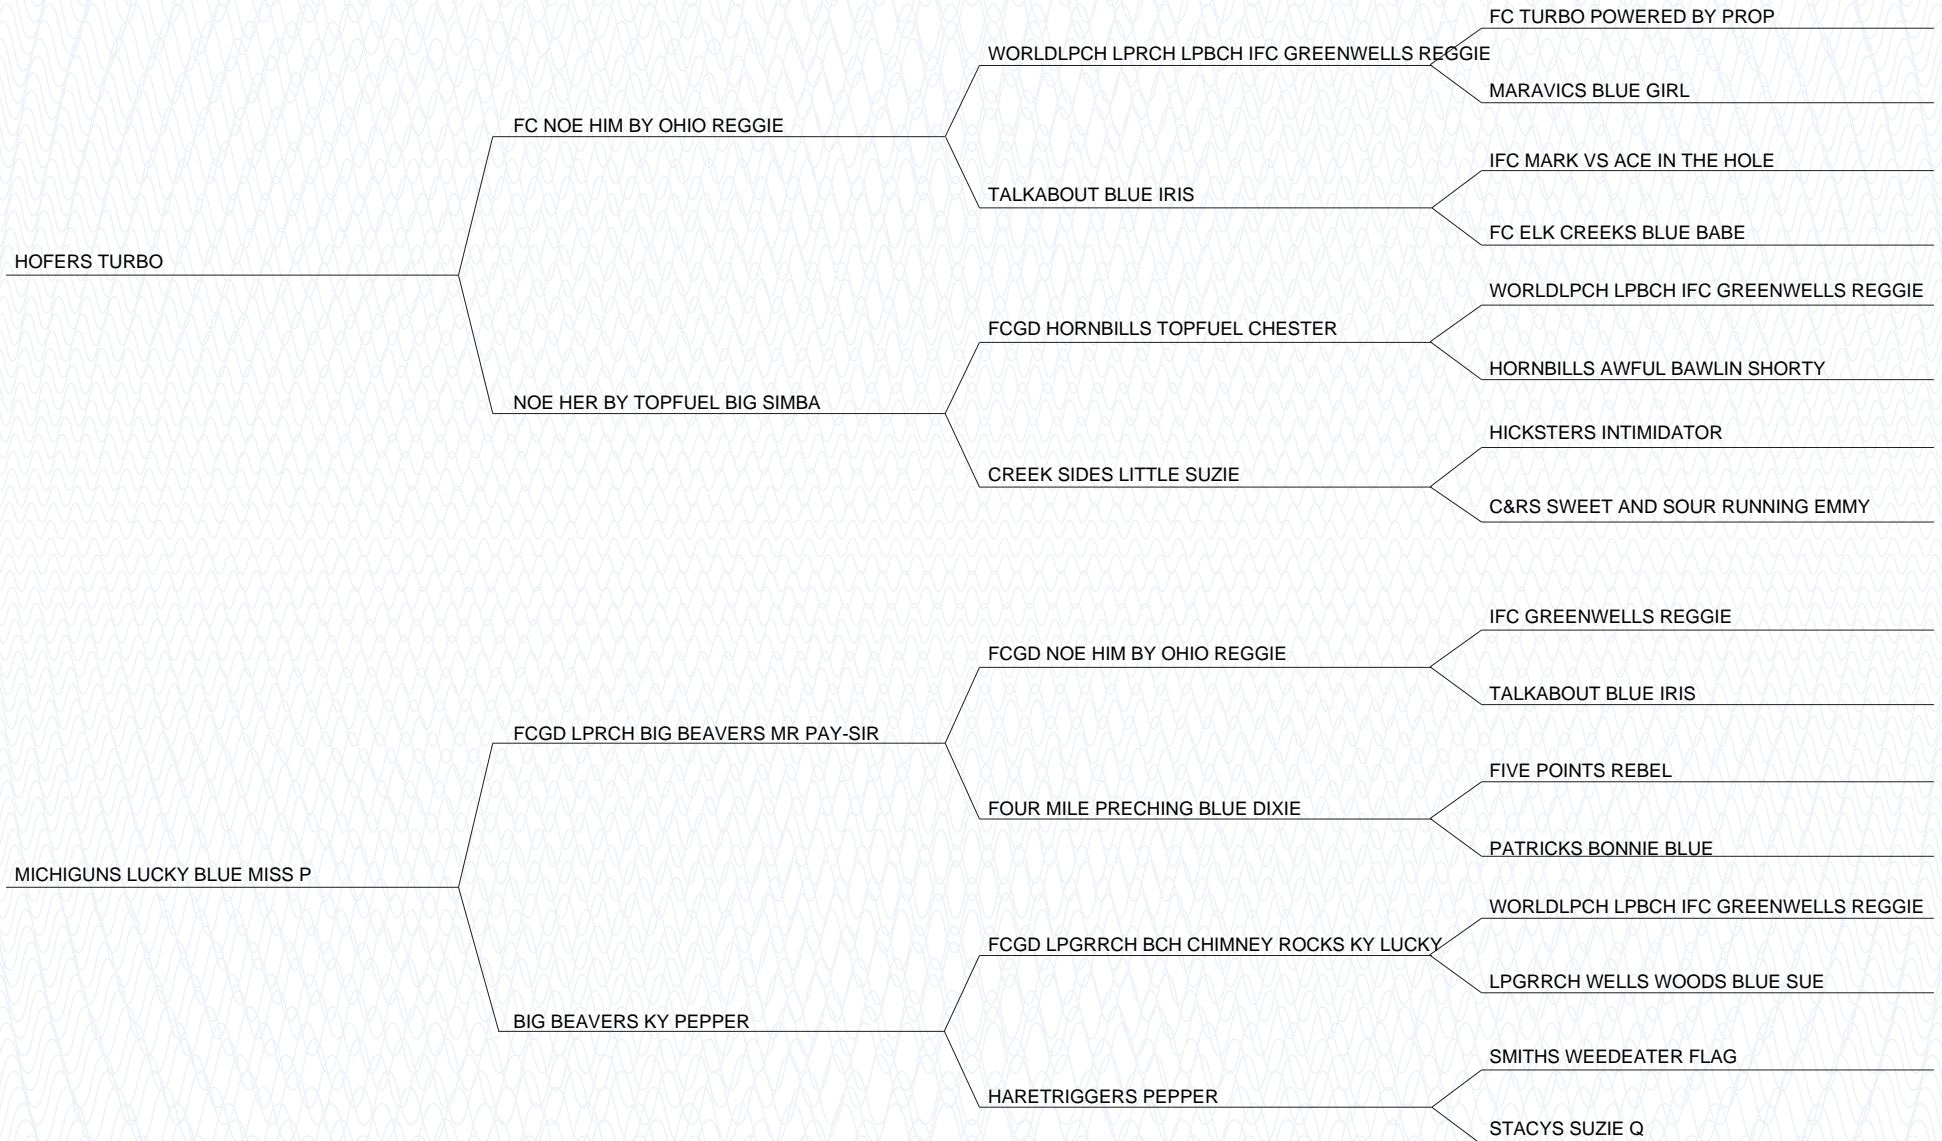 FC TURBO POWERED BY PROP
WORLDLPCH LPRCH LPBCH IFC GREENWELLS REGGIE
MARAVICS BLUE GIRL
FC NOE HIM BY OHIO REGGIE
IFC MARK VS ACE IN THE HOLE
TALKABOUT BLUE IRIS
FC ELK CREEKS BLUE BABE
HOFERS TURBO
WORLDLPCH LPBCH IFC GREENWELLS REGGIE
FCGD HORNBILLS TOPFUEL CHESTER
HORNBILLS AWFUL BAWLIN SHORTY
NOE HER BY TOPFUEL BIG SIMBA
HICKSTERS INTIMIDATOR
CREEK SIDES LITTLE SUZIE
C&RS SWEET AND SOUR RUNNING EMMY
IFC GREENWELLS REGGIE
FCGD NOE HIM BY OHIO REGGIE
TALKABOUT BLUE IRIS
FCGD LPRCH BIG BEAVERS MR PAY-SIR
FIVE POINTS REBEL
FOUR MILE PRECHING BLUE DIXIE
PATRICKS BONNIE BLUE
MICHIGUNS LUCKY BLUE MISS P
WORLDLPCH LPBCH IFC GREENWELLS REGGIE
FCGD LPGRRCH BCH CHIMNEY ROCKS KY LUCKY
LPGRRCH WELLS WOODS BLUE SUE
BIG BEAVERS KY PEPPER
SMITHS WEEDEATER FLAG
HARETRIGGERS PEPPER
STACYS SUZIE Q